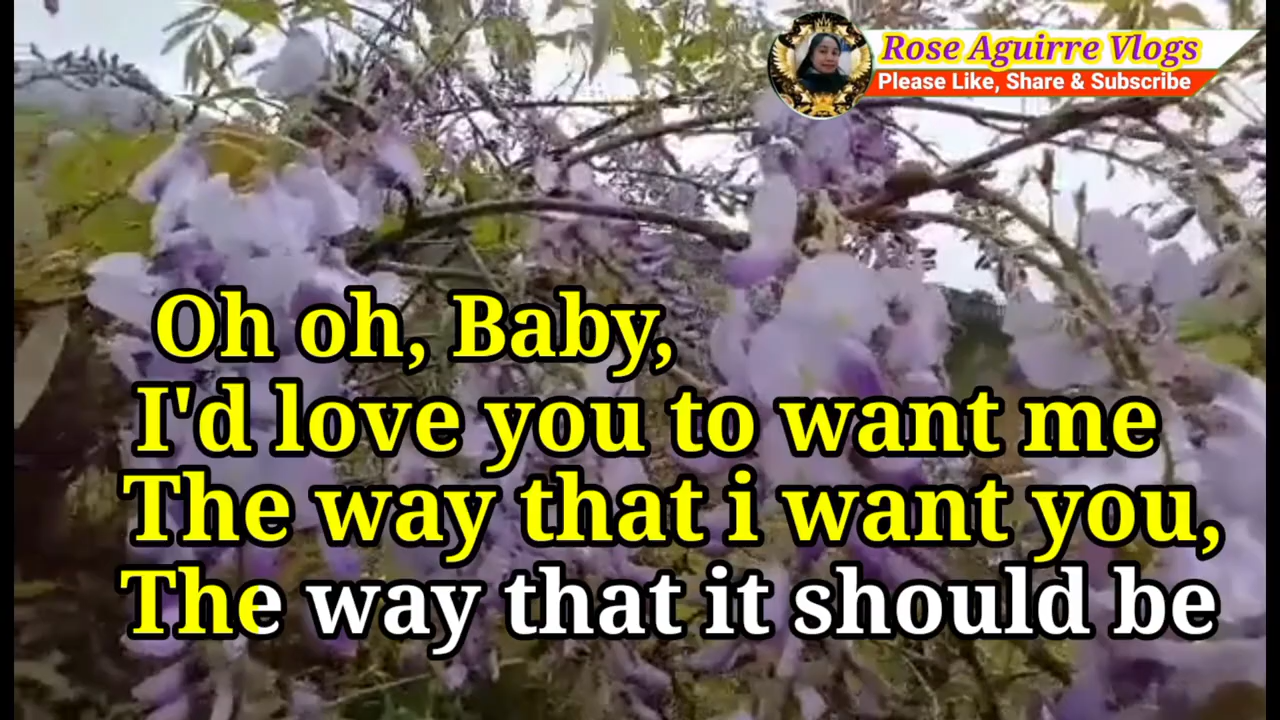 Rose Aguirre Vlogs
Please Like, Share & Subscribe
Oh oh, Baby,
I'd love you to want me
The way that i want you,
The way that it should be